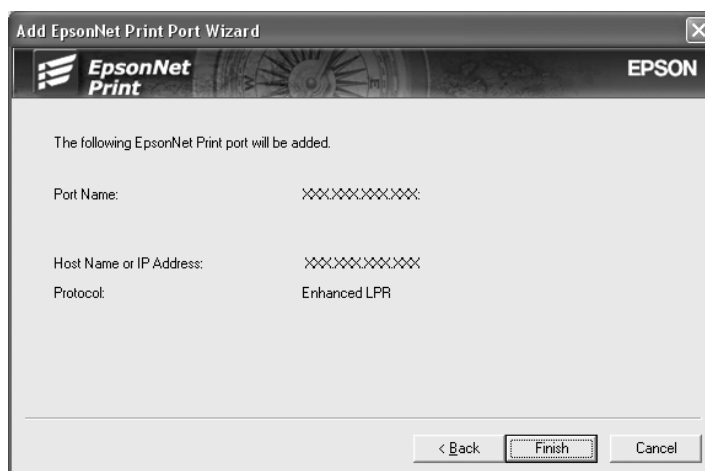 Add EpsonNet Print Port Wizard
EpsonNet
Print
EPSON
The following EpsonNet Print port will be added.
Port Name: XXX.XXX.XXX.XXX:
Host Name or IP Address: XXX.XXX.XXX.XXX
Protocol: Enhanced LPR
< Back Finish Cancel